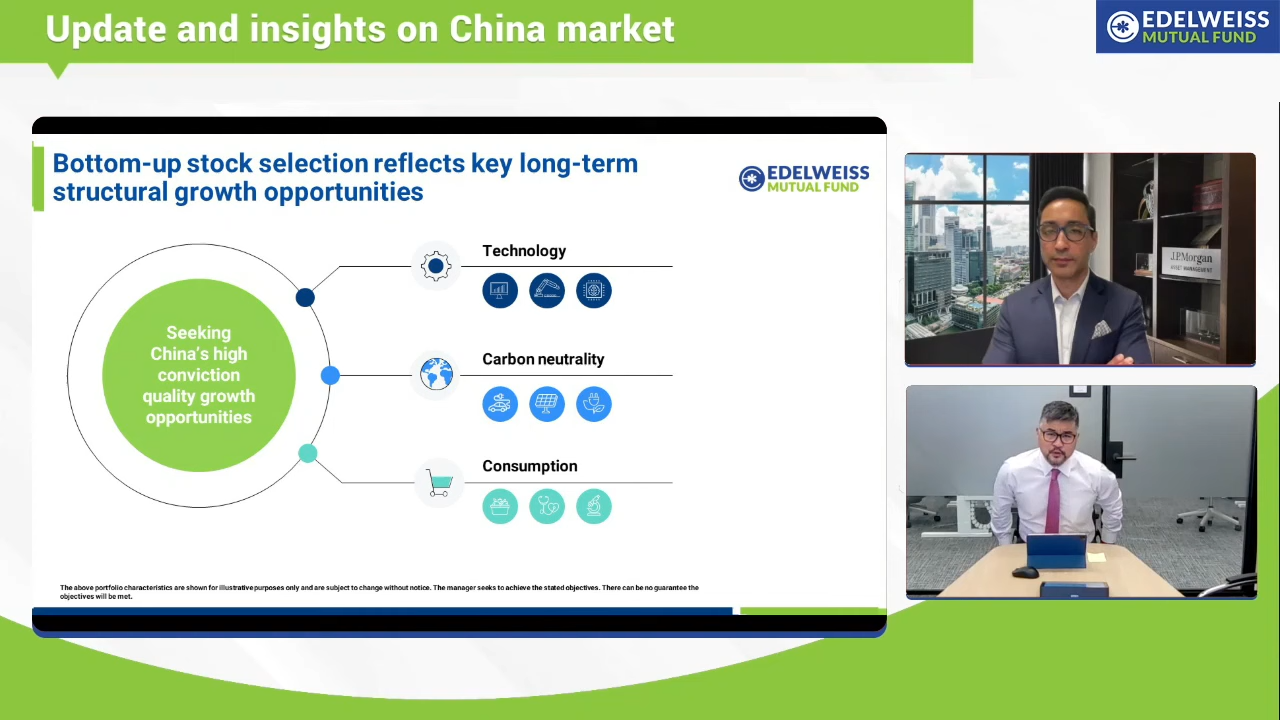 Update and insights on China market
EDELWEISS
MUTUAL FUND
Bottom-up stock selection reflects key long-term
structural growth opportunities
EDELWEISS
MUTUAL FUND
Seeking
China's high
conviction
quality growth
opportunities
Technology
Carbon neutrality
Consumption
The above portfolio characteristics are shown for illustrative purposes only and are subject to change without notice. The manager seeks to achieve the stated objectives. There can be no guarantee the
objectives will be met.
J.P.Morgan
ASSET MANAGEMENT